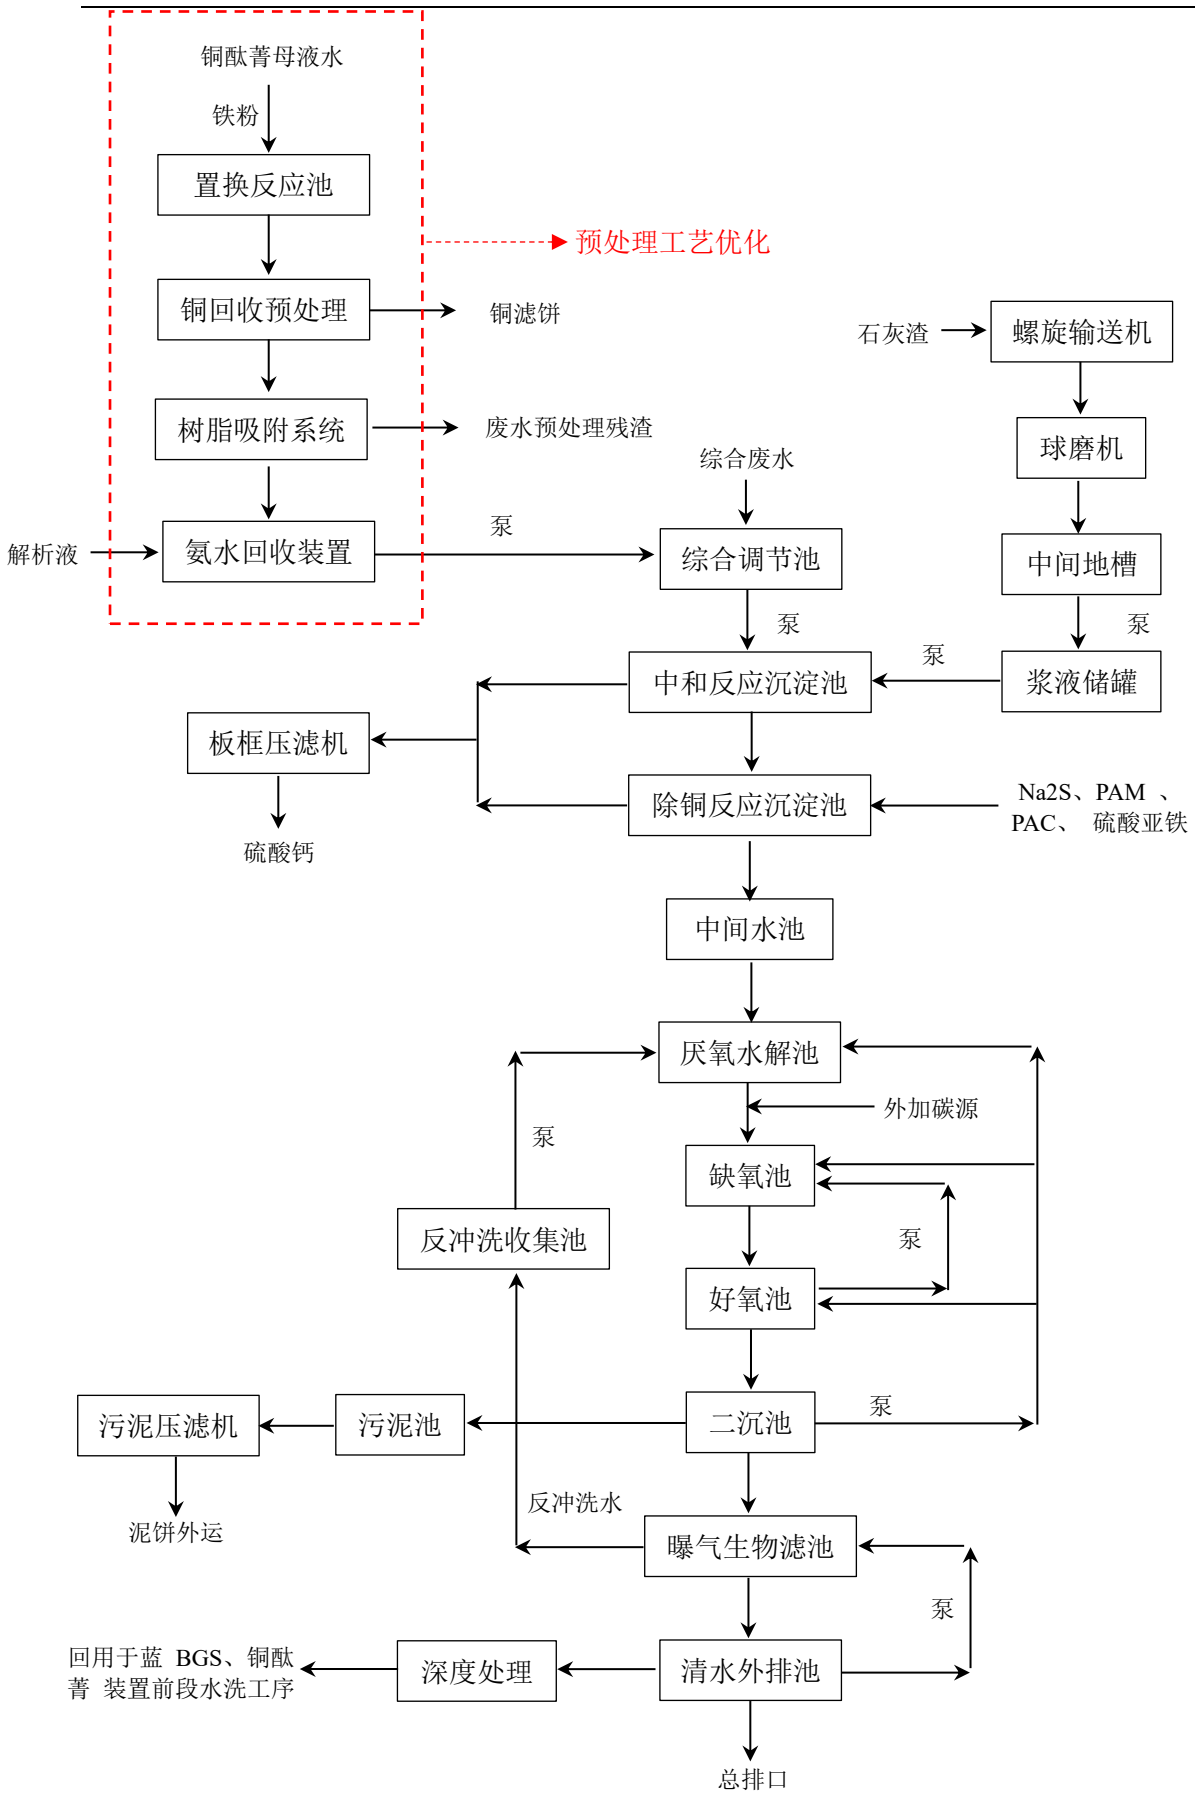 铜酞菁母液水
铁粉
置换反应池
预处理工艺优化
铜回收预处理
铜滤饼
石灰渣
螺旋输送机
树脂吸附系统
废水预处理残渣
球磨机
综合废水
泵
解析液
氨水回收装置
综合调节池
中间地槽
泵
泵
泵
中和反应沉淀池
浆液储罐
板框压滤机
除铜反应沉淀池
Na2S、PAM 、
PAC、 硫酸亚铁
硫酸钙
中间水池
厌氧水解池
外加碳源
泵
缺氧池
反冲洗收集池
泵
好氧池
泵
污泥压滤机
污泥池
二沉池
反冲洗水
泥饼外运
曝气生物滤池
泵
回用于蓝 BGS、铜酞
菁 装置前段水洗工序
深度处理
清水外排池
总排口